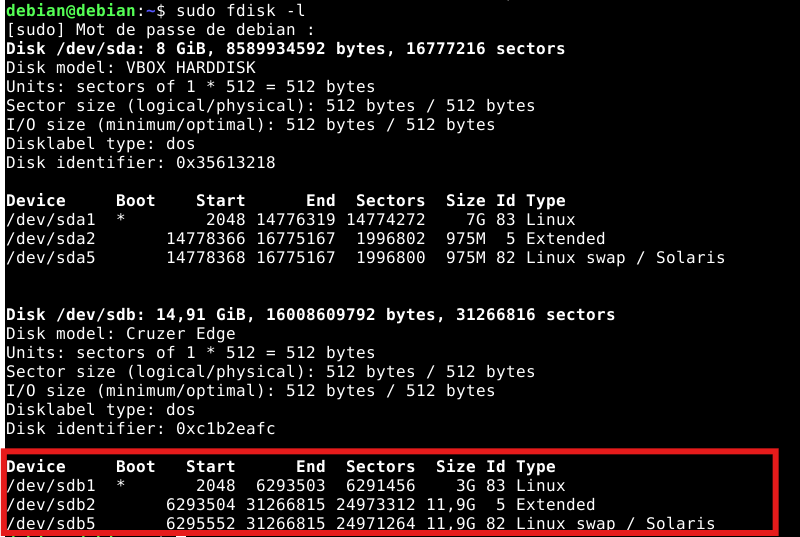 debian@debian:~$ sudo fdisk -l
[sudo] Mot de passe de debian :
Disk /dev/sda: 8 GiB, 8589934592 bytes, 16777216 sectors
Disk model: VBOX HARDDISK
Units: sectors of 1 * 512 = 512 bytes
Sector size (logical/physical): 512 bytes / 512 bytes
I/O size (minimum/optimal): 512 bytes / 512 bytes
Disklabel type: dos
Disk identifier: 0x35613218
Device     Boot    Start      End  Sectors  Size Id Type
/dev/sda1  *        2048 14776319 14774272    7G 83 Linux
/dev/sda2       14778366 16775167  1996802  975M  5 Extended
/dev/sda5       14778368 16775167  1996800  975M 82 Linux swap / Solaris
Disk /dev/sdb: 14,91 GiB, 16008609792 bytes, 31266816 sectors
Disk model: Cruzer Edge
Units: sectors of 1 * 512 = 512 bytes
Sector size (logical/physical): 512 bytes / 512 bytes
I/O size (minimum/optimal): 512 bytes / 512 bytes
Disklabel type: dos
Disk identifier: 0xc1b2eafc
Device     Boot   Start      End  Sectors  Size Id Type
/dev/sdb1  *       2048  6293503  6291456    3G 83 Linux
/dev/sdb2       6293504 31266815 24973312 11,9G  5 Extended
/dev/sdb5       6295552 31266815 24971264 11,9G 82 Linux swap / Solaris